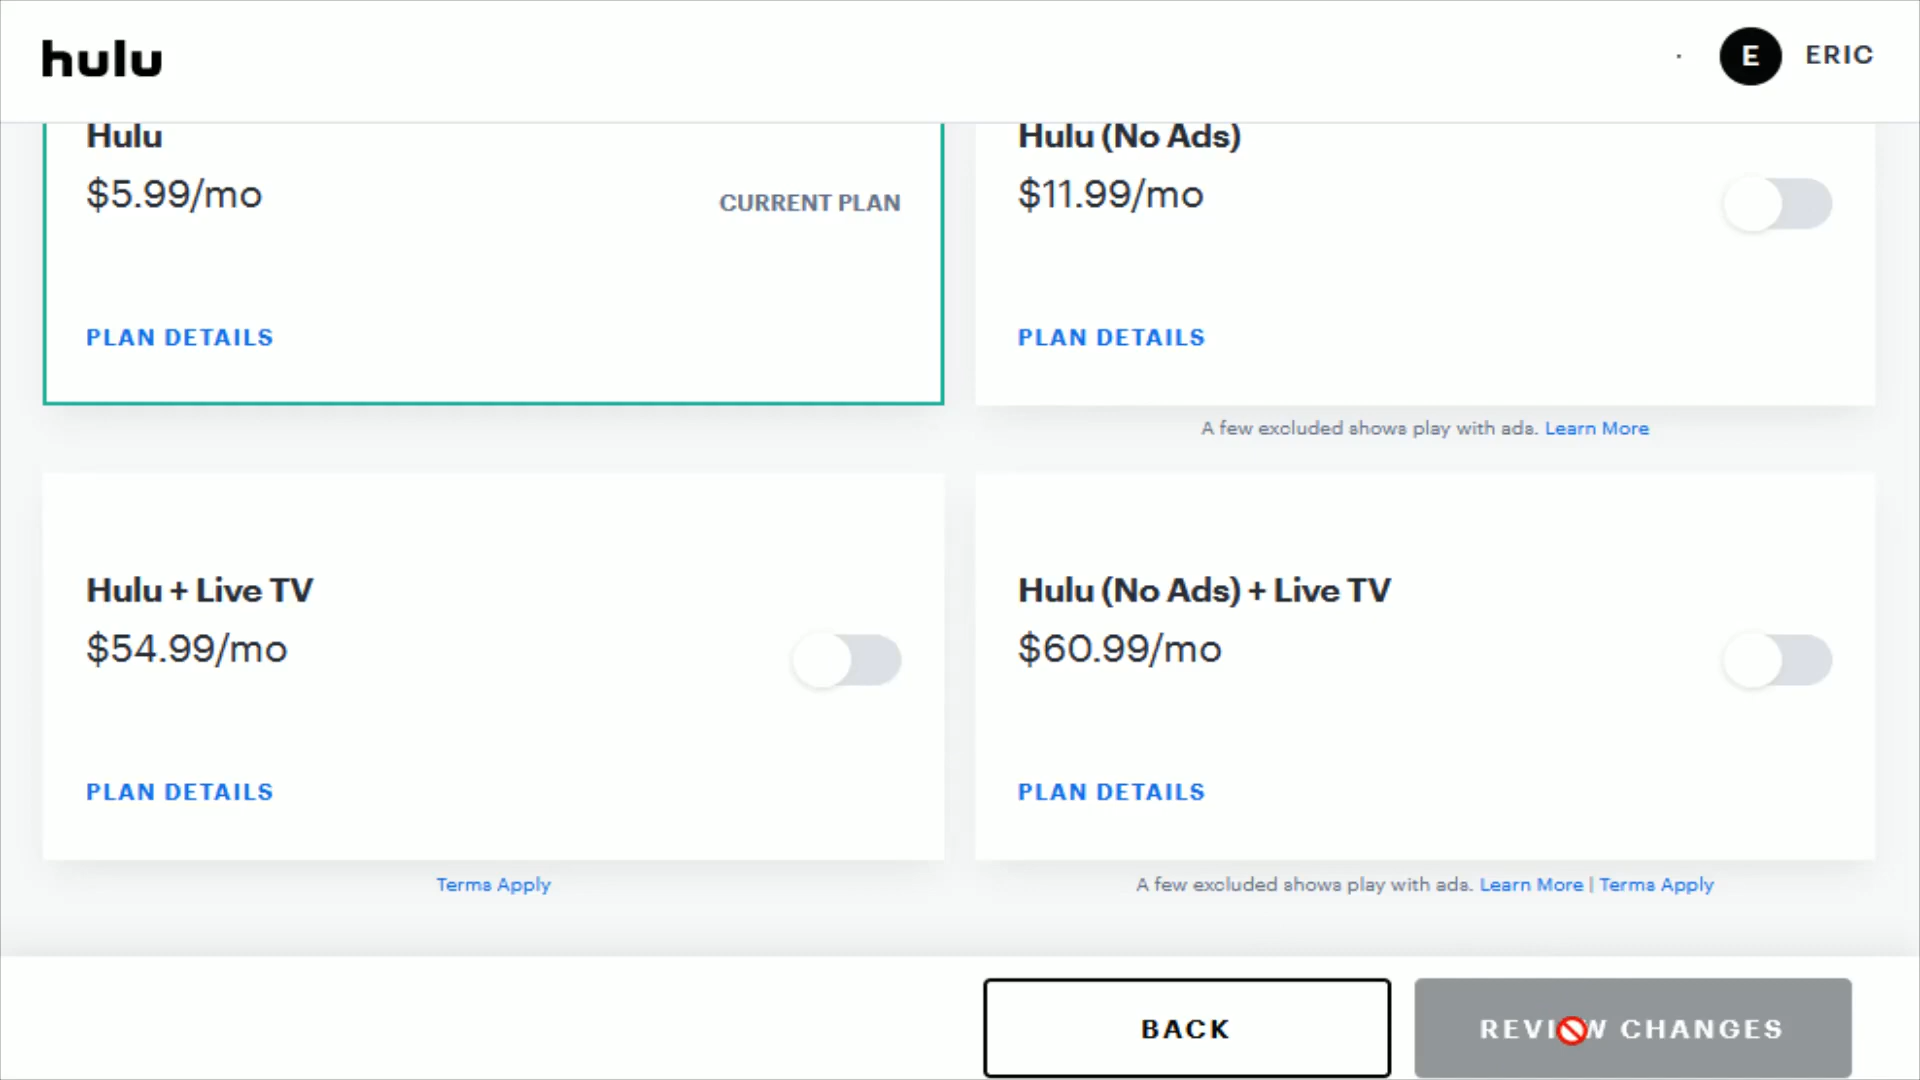 hulu
E ERIC
Hulu
$5.99/mo
CURRENT PLAN
PLAN DETAILS
Hulu (No Ads)
$11.99/mo
PLAN DETAILS
A few excluded shows play with ads. Learn More
Hulu + Live TV
$54.99/mo
PLAN DETAILS
Terms Apply
Hulu (No Ads) + Live TV
$60.99/mo
PLAN DETAILS
A few excluded shows play with ads. Learn More | Terms Apply
BACK
REVIEW CHANGES